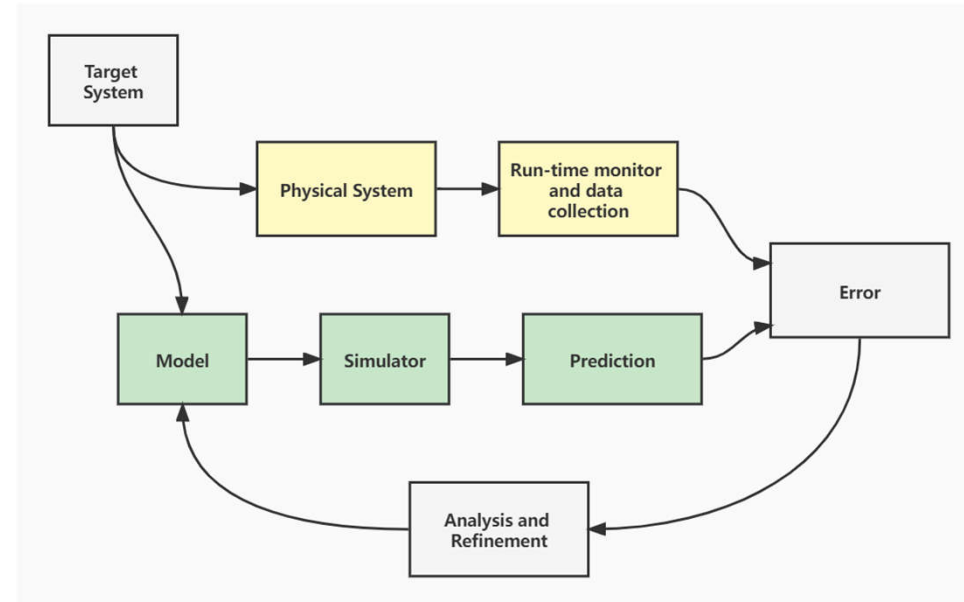 Target
System
Physical System
Run-time monitor
and data
collection
Error
Model
Simulator
Prediction
Analysis and
Refinement